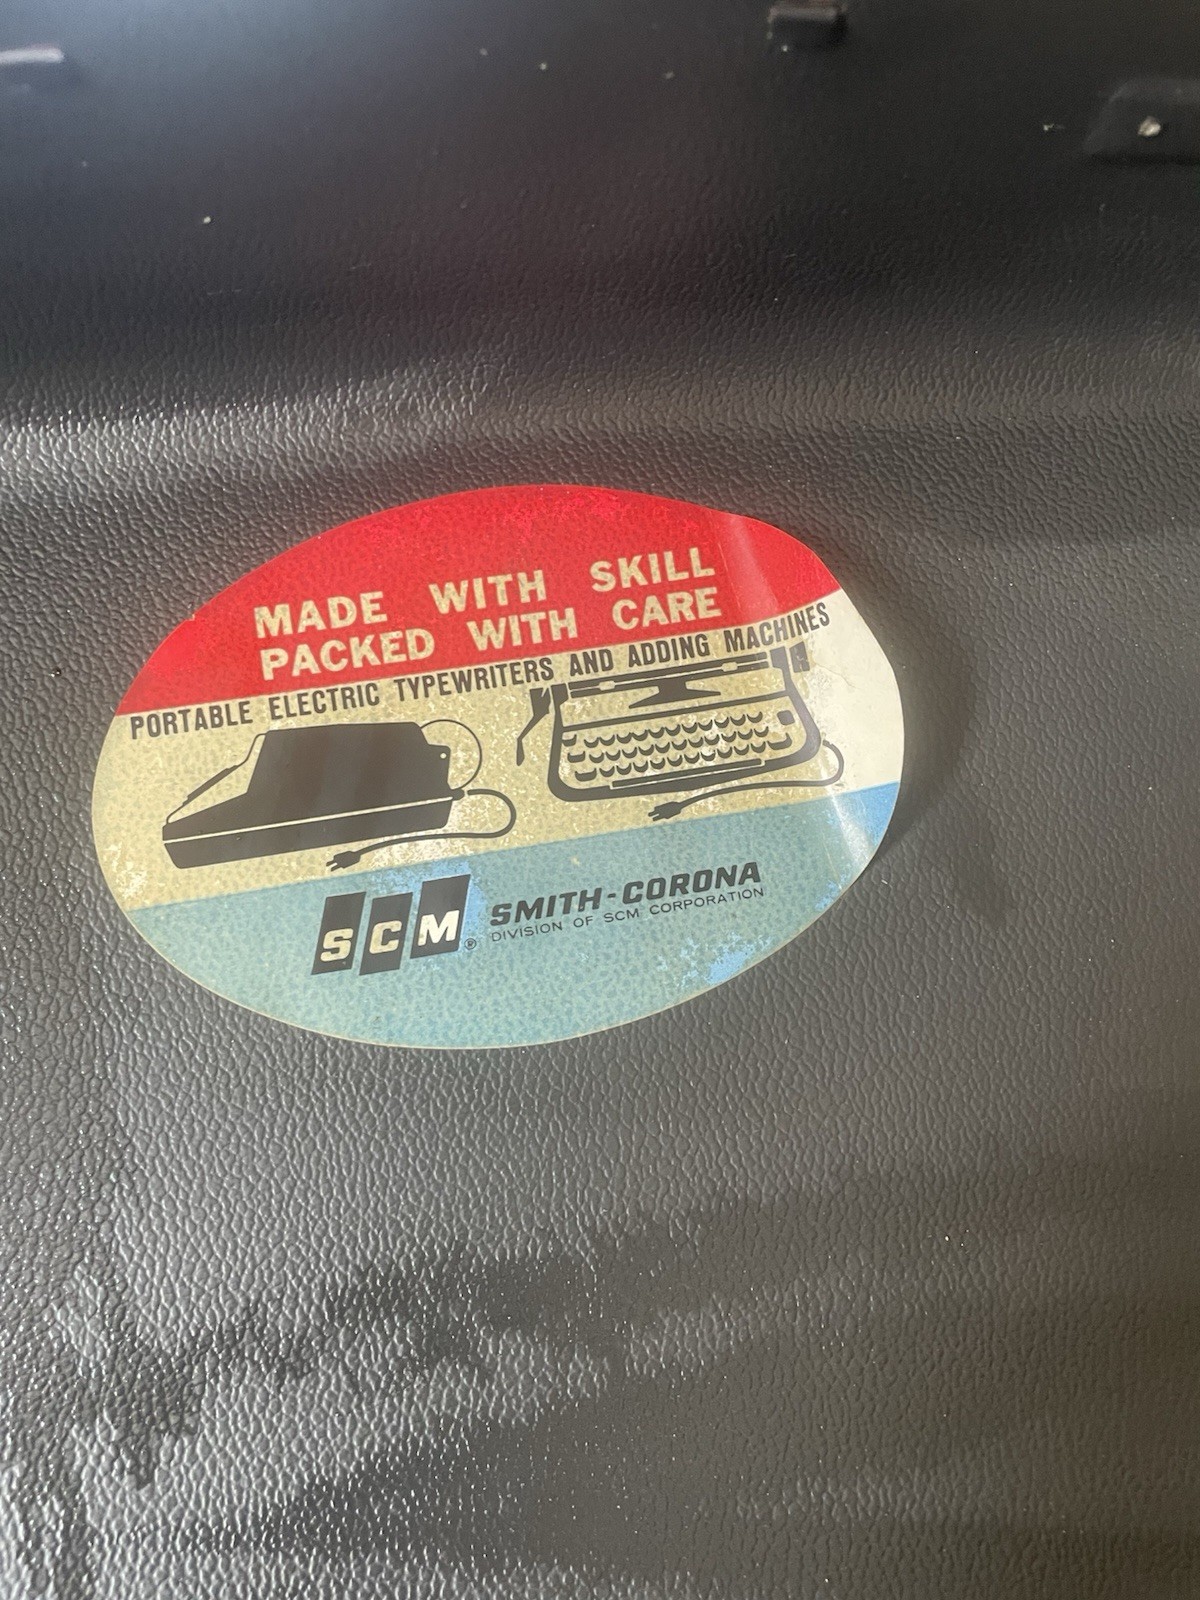 MADE WITH SKILL
PACKED WITH CARE
PORTABLE ELECTRIC TYPEWRITERS AND ADDING MACHINES
SCM® SMITH-CORONA
DIVISION OF SCM CORPORATION